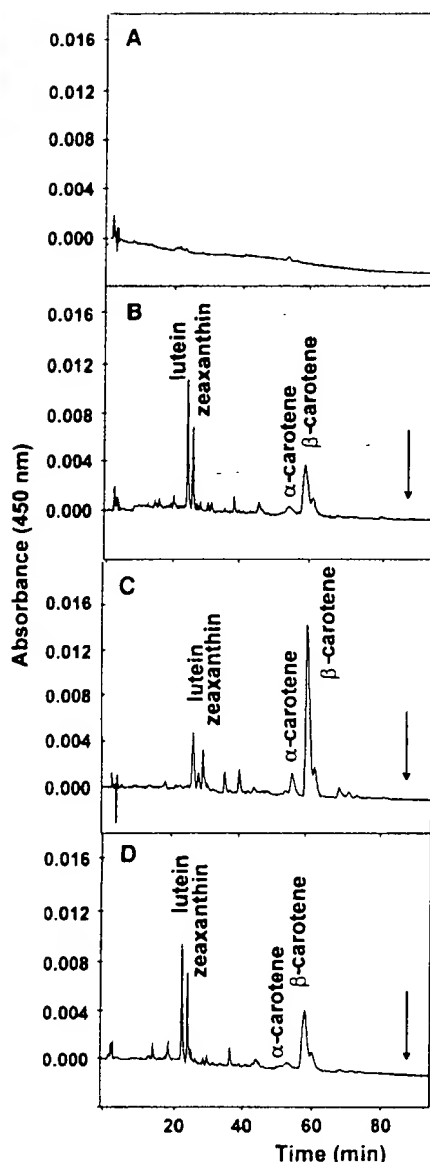 A
0.016
0.012
0.008
0.004
0.000
B
0.016
0.012
0.008
0.004
0.000
lutein
zeaxanthin
α-carotene
β-carotene
C
0.016
0.012
0.008
0.004
0.000
lutein
zeaxanthin
α-carotene
β-carotene
D
0.016
0.012
0.008
0.004
0.000
lutein
zeaxanthin
α-carotene
β-carotene
Absorbance (450 nm)
20 40 60 80
Time (min)